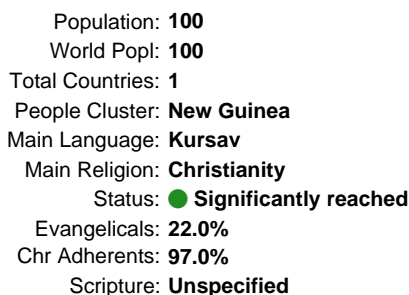 Population: 100
World Popl: 100
Total Countries: 1
People Cluster: New Guinea
Main Language: Kursav
Main Religion: Christianity
Status: Significantly reached
Evangelicals: 22.0%
Chr Adherents: 97.0%
Scripture: Unspecified